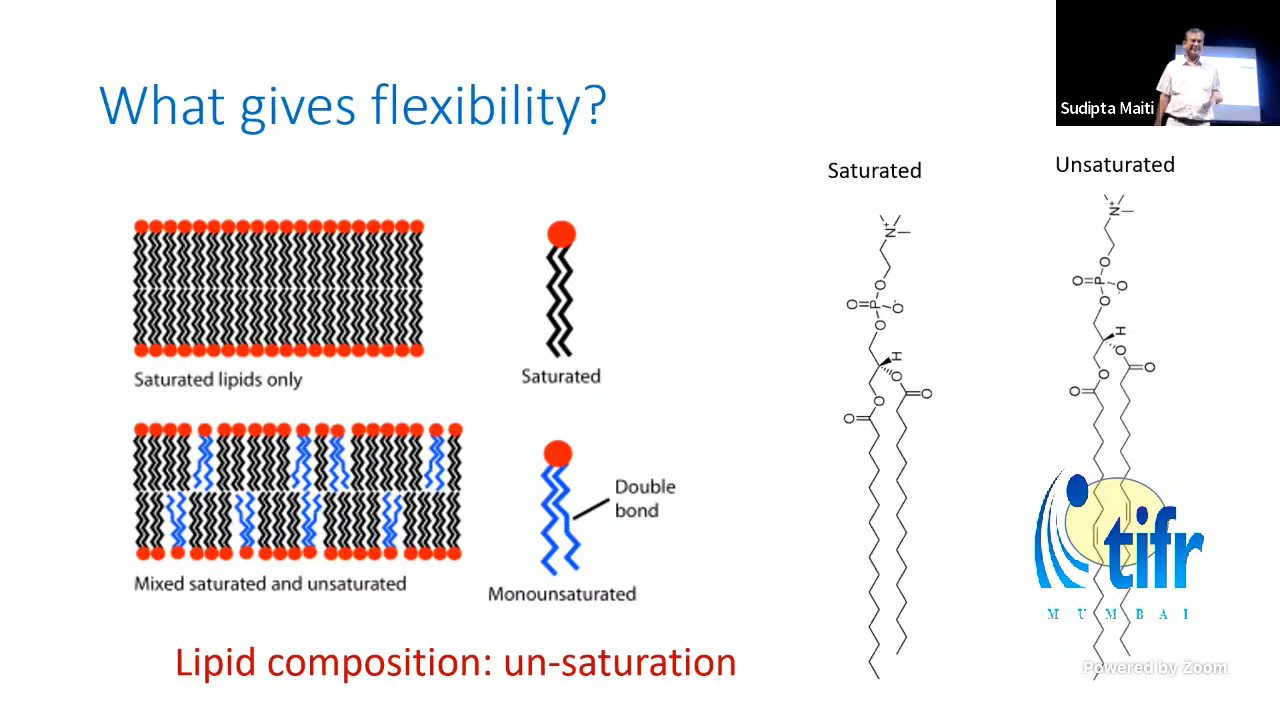 What gives flexibility?
Sudipta Maiti
Saturated
Unsaturated
Saturated lipids only
Saturated
Double
bond
Mixed saturated and unsaturated
Monounsaturated
Lipid composition: un-saturation
N+
O
O=P-O-
O
H
O
O
O
O
N+
O
O=P-O-
O
H
O
O
O
O
tifr
MUMBAI
Powered by Zoom